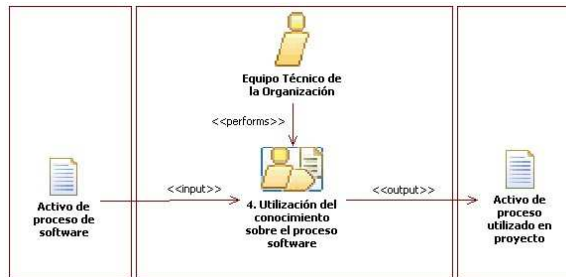 Equipo Técnico de
la Organización
<<performs>>
<<input>>
<<output>>
Activo de
proceso de
software
4. Utilización del
conocimiento
sobre el proceso
software
Activo de
proceso
utilizado en
proyecto